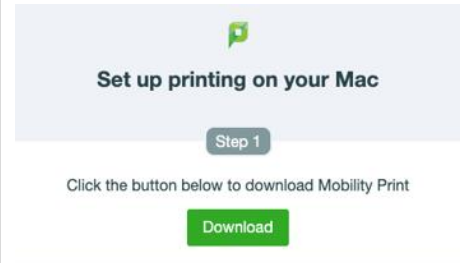 Set up printing on your Mac
Step 1
Click the button below to download Mobility Print
Download